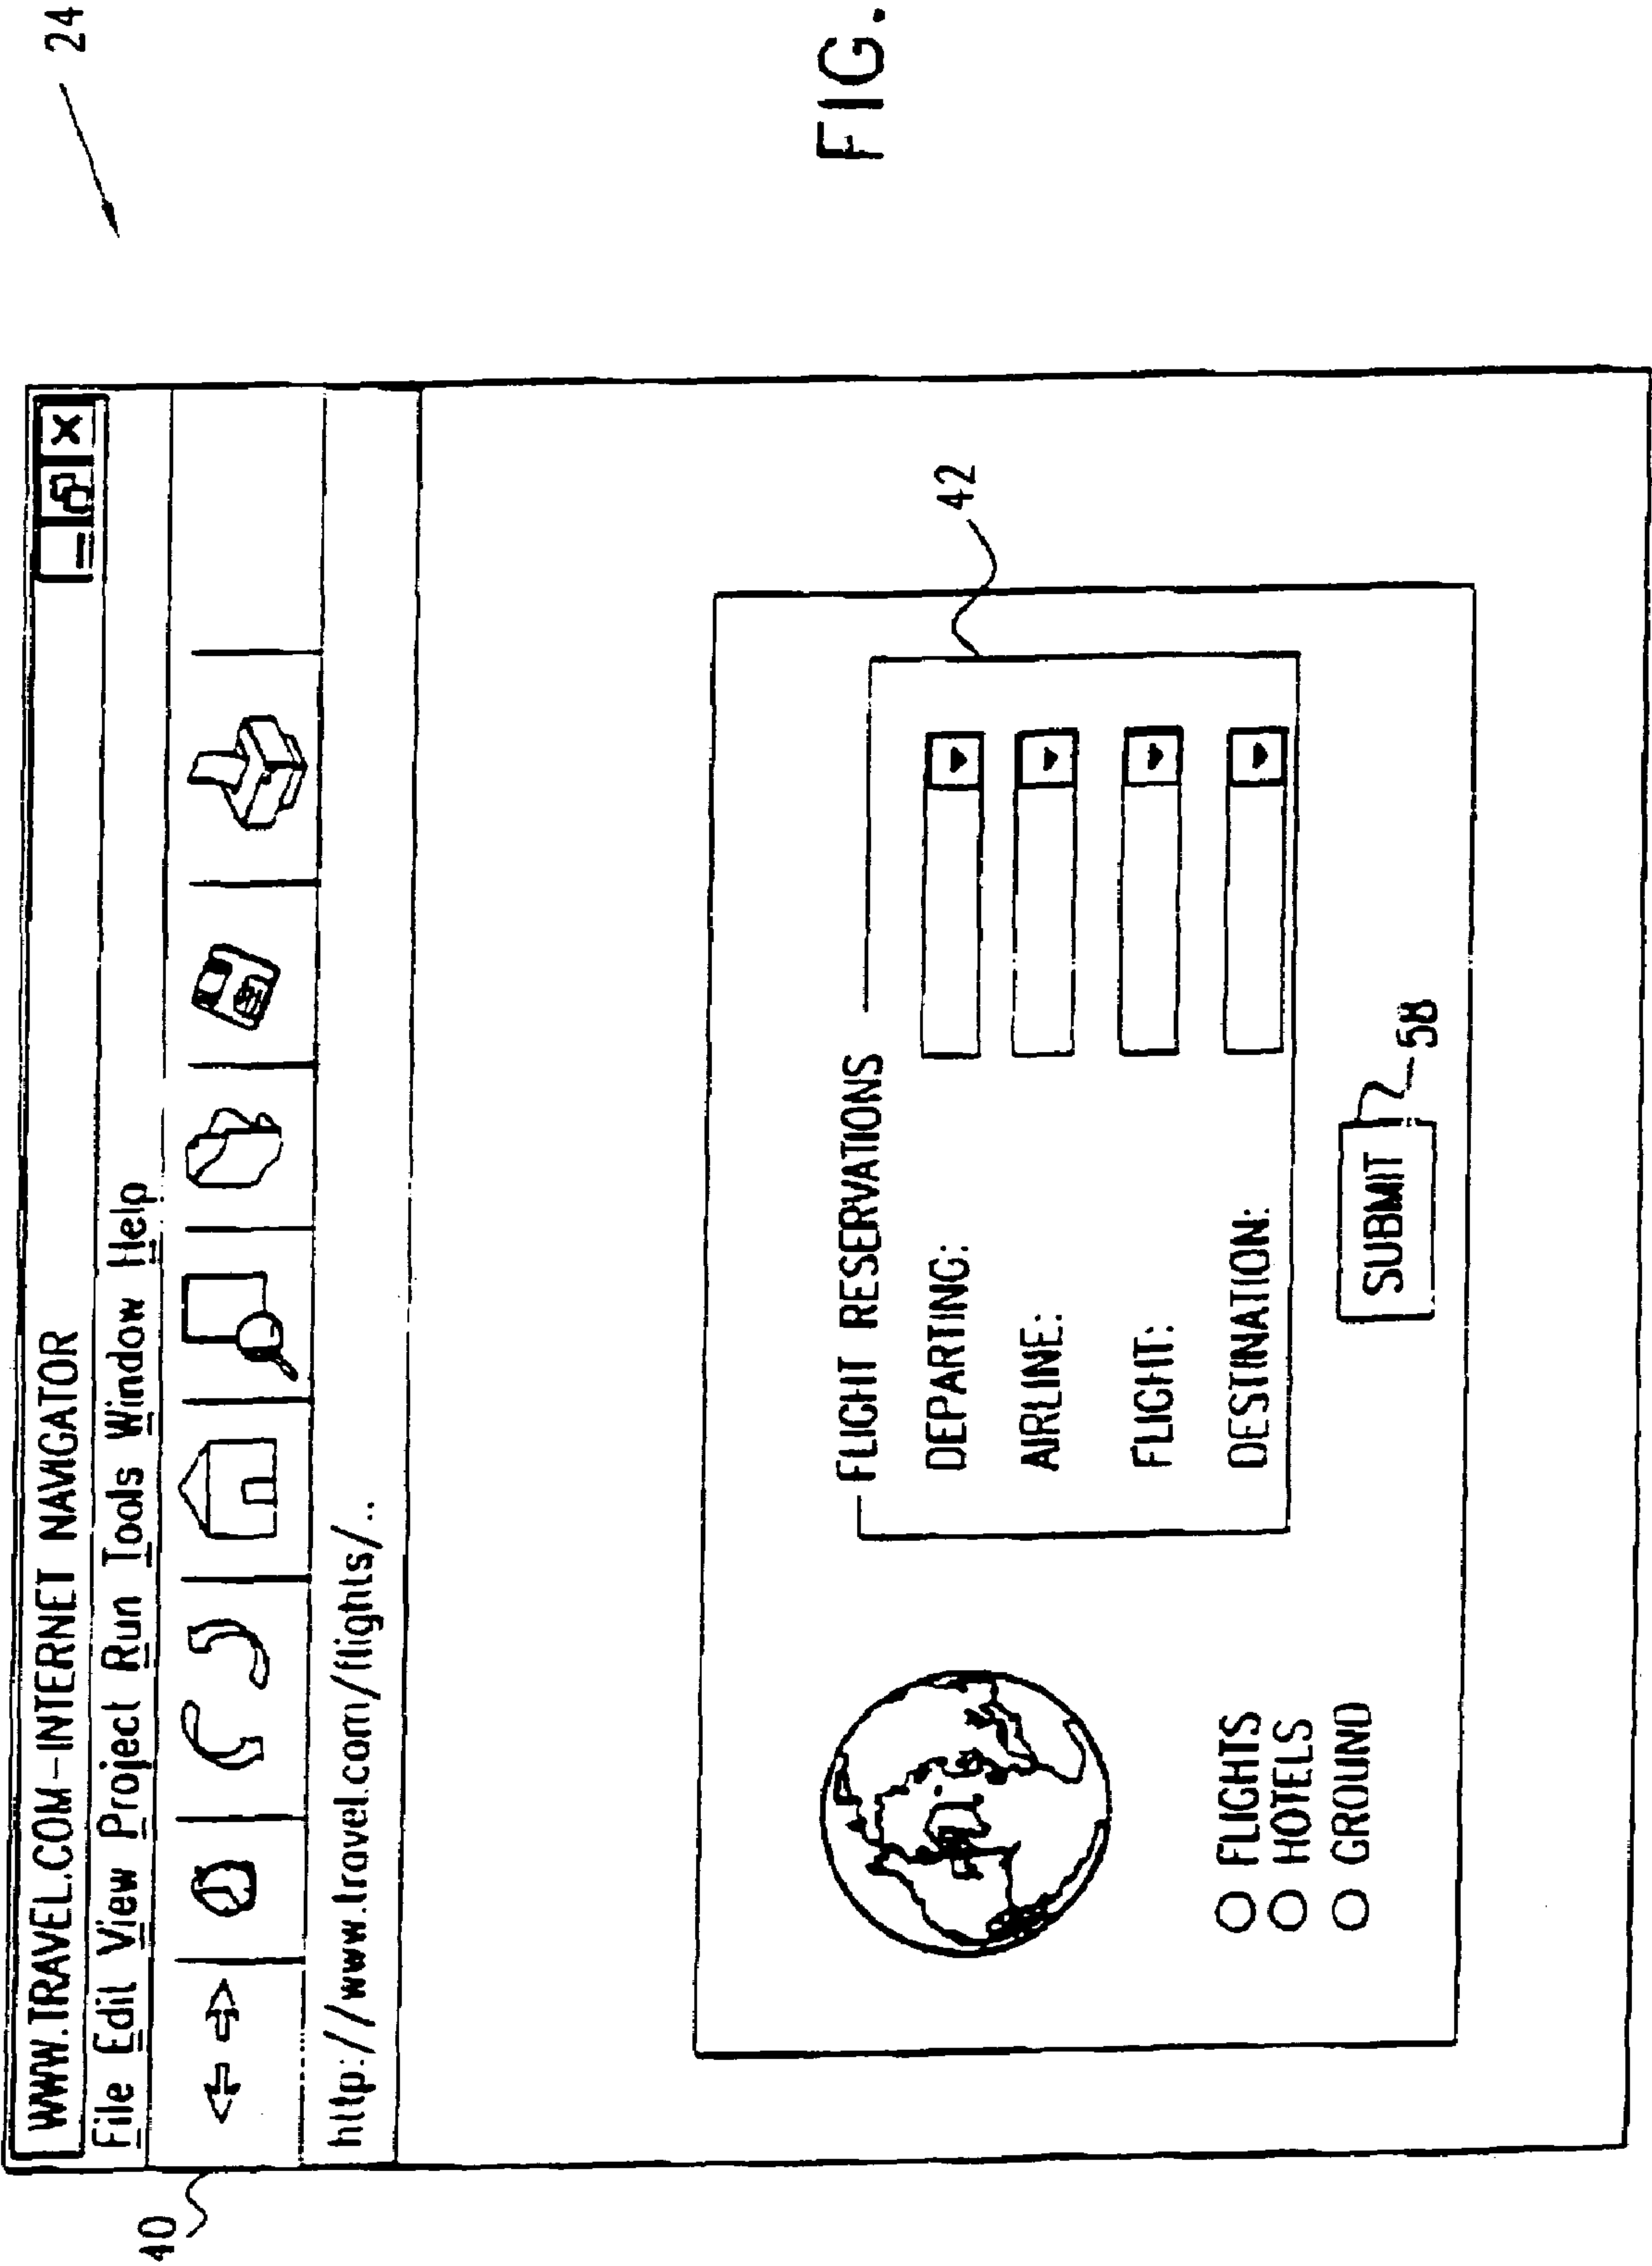 24
40
WWW.TRAVEL.COM-INTERNET NAVIGATOR
File Edit View Project Run Tools Window Help
http://www.travel.com/flights/..
42
FLIGHT RESERVATIONS
DEPARTING:
AIRLINE:
FLIGHT:
DESTINATION:
FLIGHTS
HOTELS
GROUND
SUBMIT
58
FIG.